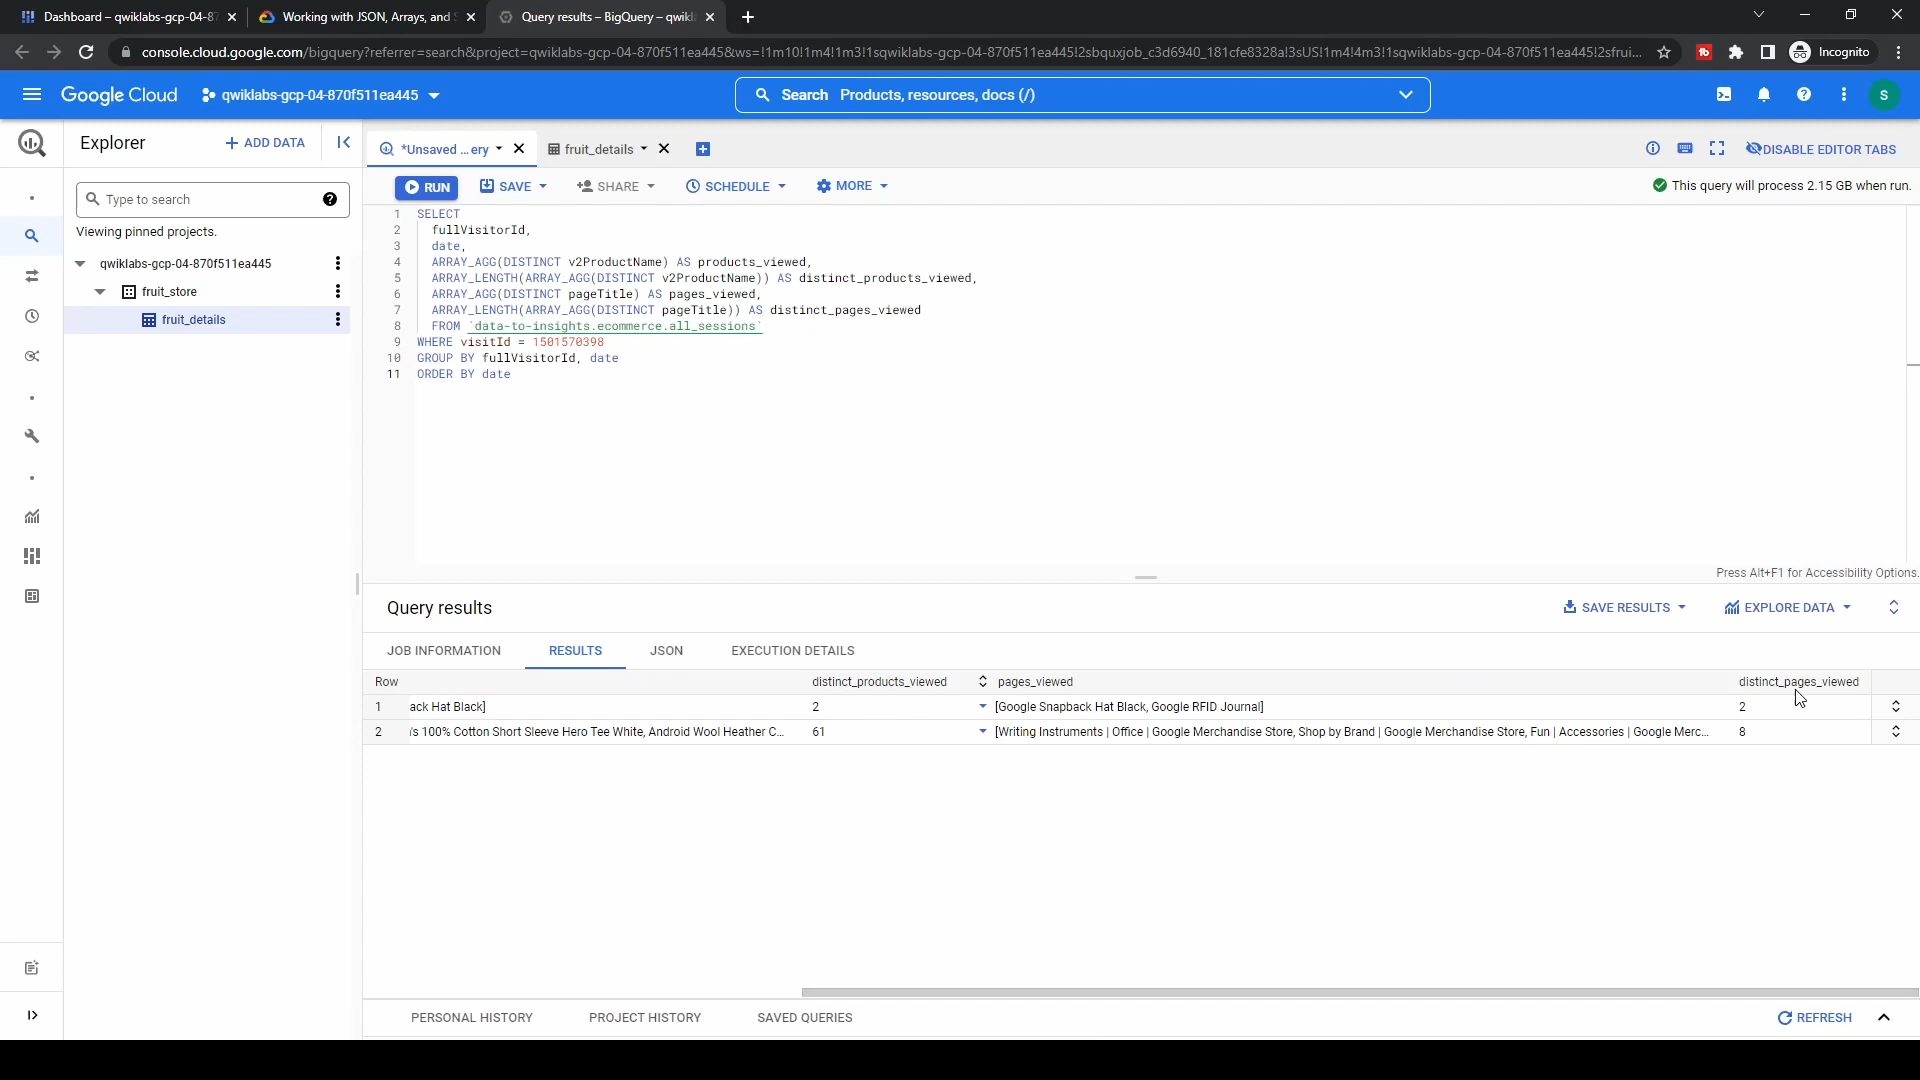 Dashboard – qwiklabs-gcp-04-87
Working with JSON, Arrays, and S
Query results – BigQuery – qwikl
console.cloud.google.com/bigquery?referrer=search&project=qwiklabs-gcp-04-870f511ea445&ws=!1m10!1m4!1m3!1sqwiklabs-gcp-04-870f511ea445!2sbquxjob_c3d6940_181cfe8328a!3sUS!1m4!4m3!1sqwiklabs-gcp-04-870f511ea445!2sfrui...
Incognito
Google Cloud
qwiklabs-gcp-04-870f511ea445
Search Products, resources, docs (/)
S
Explorer
+ ADD DATA
*Unsaved ...ery
fruit_details
DISABLE EDITOR TABS
RUN
SAVE
SHARE
SCHEDULE
MORE
This query will process 2.15 GB when run.
Type to search
Viewing pinned projects.
qwiklabs-gcp-04-870f511ea445
fruit_store
fruit_details
1 SELECT
2 fullVisitorId,
3 date,
4 ARRAY_AGG(DISTINCT v2ProductName) AS products_viewed,
5 ARRAY_LENGTH(ARRAY_AGG(DISTINCT v2ProductName)) AS distinct_products_viewed,
6 ARRAY_AGG(DISTINCT pageTitle) AS pages_viewed,
7 ARRAY_LENGTH(ARRAY_AGG(DISTINCT pageTitle)) AS distinct_pages_viewed
8 FROM `data-to-insights.ecommerce.all_sessions`
9 WHERE visitId = 1501570398
10 GROUP BY fullVisitorId, date
11 ORDER BY date
Press Alt+F1 for Accessibility Options.
Query results
SAVE RESULTS
EXPLORE DATA
JOB INFORMATION
RESULTS
JSON
EXECUTION DETAILS
Row distinct_products_viewed pages_viewed distinct_pages_viewed
1 ack Hat Black] 2 [Google Snapback Hat Black, Google RFID Journal] 2
2 's 100% Cotton Short Sleeve Hero Tee White, Android Wool Heather C... 61 [Writing Instruments | Office | Google Merchandise Store, Shop by Brand | Google Merchandise Store, Fun | Accessories | Google Merc... 8
PERSONAL HISTORY
PROJECT HISTORY
SAVED QUERIES
REFRESH